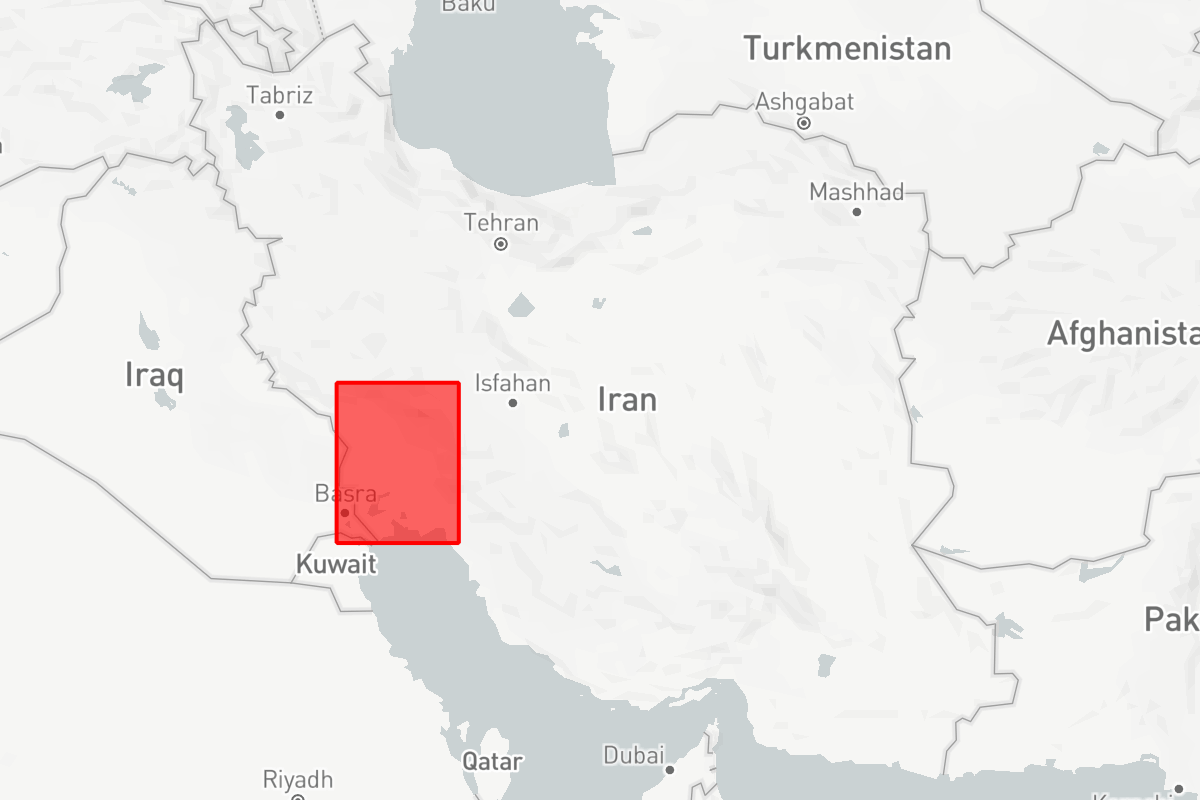 Baku
Turkmenistan
Tabriz
Ashgabat
Mashhad
Tehran
Afghanista
Iraq
Isfahan
Iran
Basra
Kuwait
Pak
Qatar
Dubai
Riyadh